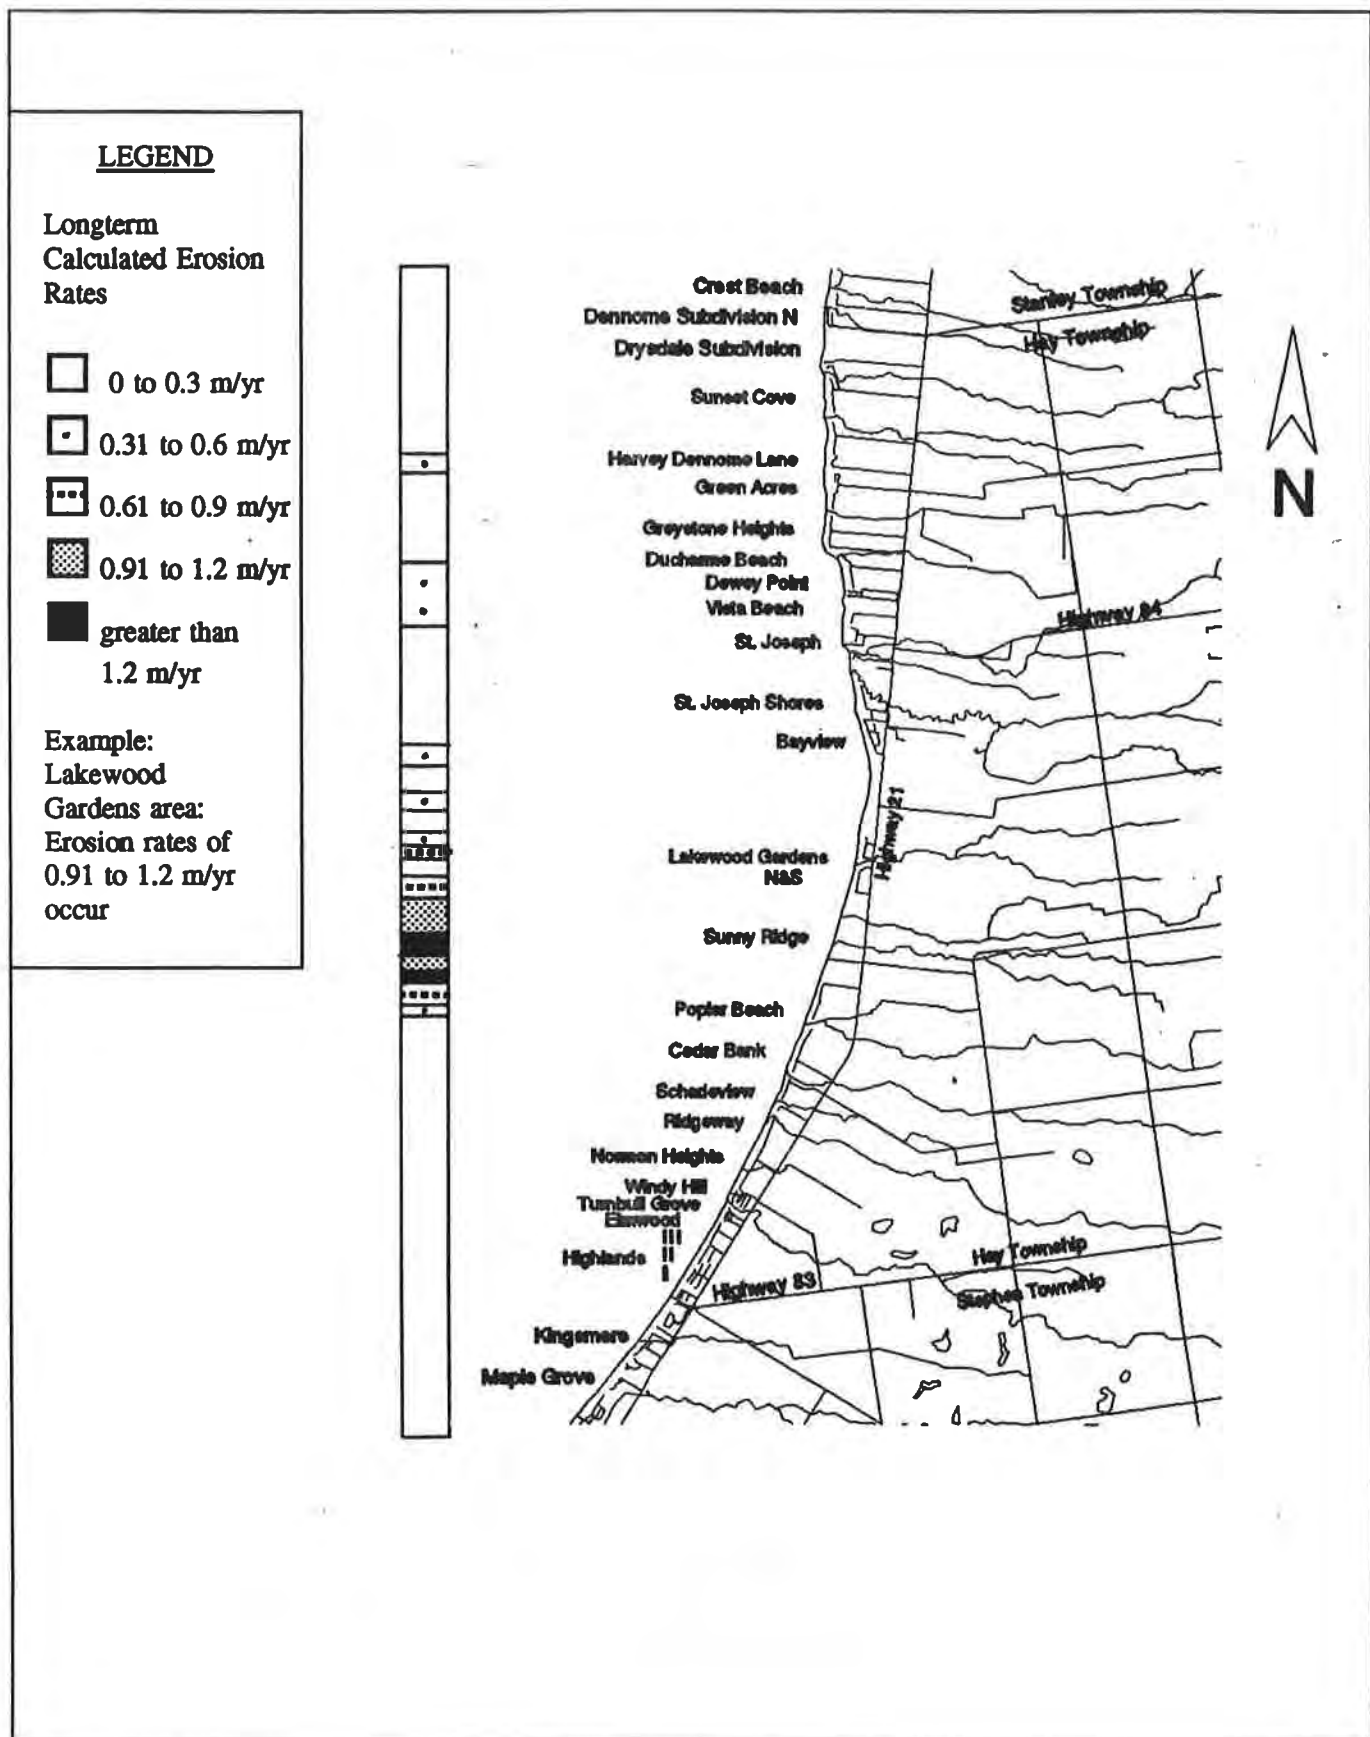 LEGEND
Longterm
Calculated Erosion
Rates
0 to 0.3 m/yr
0.31 to 0.6 m/yr
0.61 to 0.9 m/yr
0.91 to 1.2 m/yr
greater than
1.2 m/yr
Example:
Lakewood
Gardens area:
Erosion rates of
0.91 to 1.2 m/yr
occur
Crest Beach
Dennome Subdivision N
Drysdale Subdivision
Sunset Cove
Harvey Dennome Lane
Green Acres
Greystone Heights
Ducharme Beach
Dewey Point
Vista Beach
St. Joseph
St. Joseph Shores
Bayview
Lakewood Gardens
N&S
Sunny Ridge
Poplar Beach
Cedar Bank
Schadeview
Ridgeway
Norman Heights
Windy Hill
Turnbull Grove
Elmwood
III
Highlands II
I
Kingsmere
Maple Grove
Stanley Township
Hay Township
Highway 84
Highway 21
Hay Township
Highway 83
Stephen Township
N